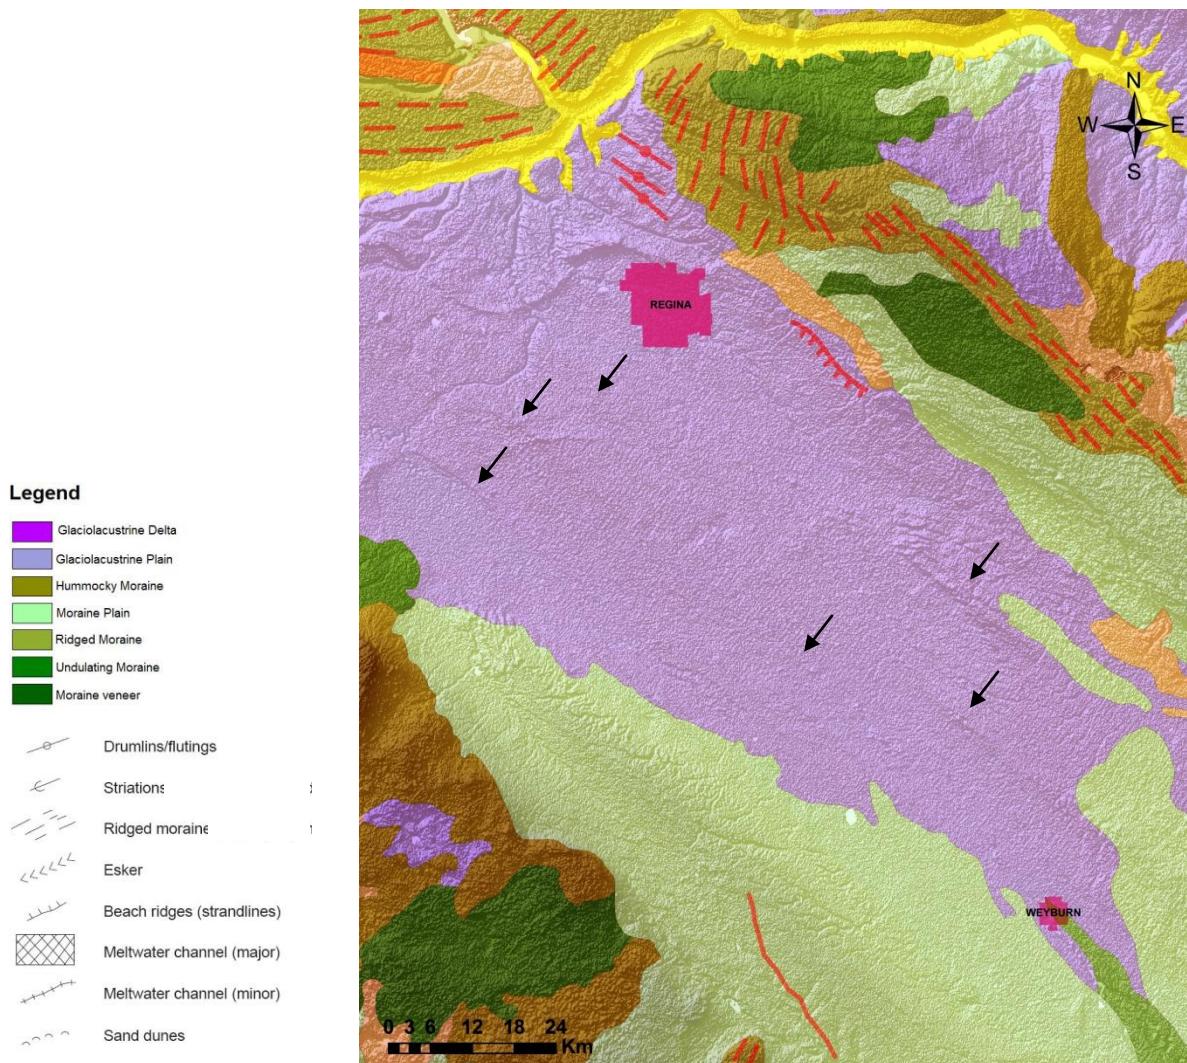 N
W E
S
REGINA
Legend
Glaciolacustrine Delta
Glaciolacustrine Plain
Hummocky Moraine
Moraine Plain
Ridged Moraine
Undulating Moraine
Moraine veneer
Drumlins/flutings
Striations
Ridged moraine
Esker
Beach ridges (strandlines)
Meltwater channel (major)
Meltwater channel (minor)
Sand dunes
WEYBURN
0 3 6 12 18 24
Km